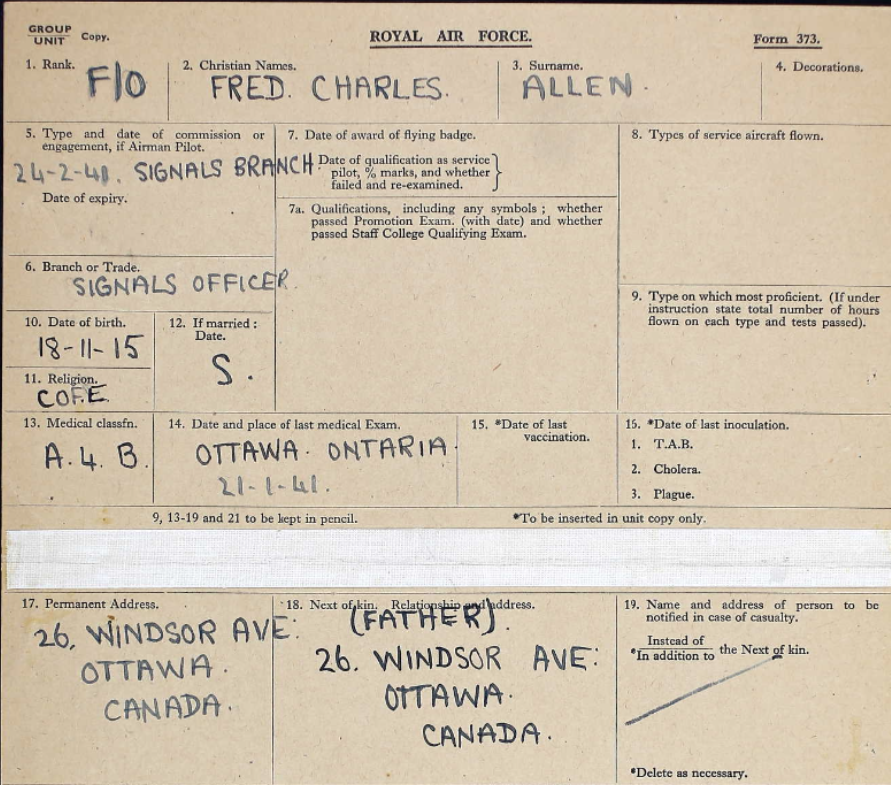 GROUP
UNIT Copy.
ROYAL AIR FORCE.
Form 373.
1. Rank.
F/O
2. Christian Names.
FRED. CHARLES.
3. Surname.
ALLEN.
4. Decorations.
5. Type and date of commission or
engagement, if Airman Pilot.
24-2-41. SIGNALS BRANCH.
Date of expiry.
7. Date of award of flying badge.
Date of qualification as service
pilot, % marks, and whether
failed and re-examined.
7a. Qualifications, including any symbols; whether
passed Promotion Exam. (with date) and whether
passed Staff College Qualifying Exam.
8. Types of service aircraft flown.
6. Branch or Trade.
SIGNALS OFFICER.
9. Type on which most proficient. (If under
instruction state total number of hours
flown on each type and tests passed).
10. Date of birth.
18-11-15
12. If married:
Date.
S.
11. Religion.
C OF. E
13. Medical classfn.
A. 4. B.
14. Date and place of last medical Exam.
OTTAWA. ONTARIA.
21-1-41.
15. *Date of last
vaccination.
16. *Date of last inoculation.
1. T.A.B.
2. Cholera.
3. Plague.
9, 13-19 and 21 to be kept in pencil.
*To be inserted in unit copy only.
17. Permanent Address.
26, WINDSOR AVE:
OTTAWA.
CANADA.
18. Next of kin. Relationship and address.
(FATHER).
26. WINDSOR AVE:
OTTAWA.
CANADA.
19. Name and address of person to be
notified in case of casualty.
Instead of
*In addition to the Next of kin.
*Delete as necessary.